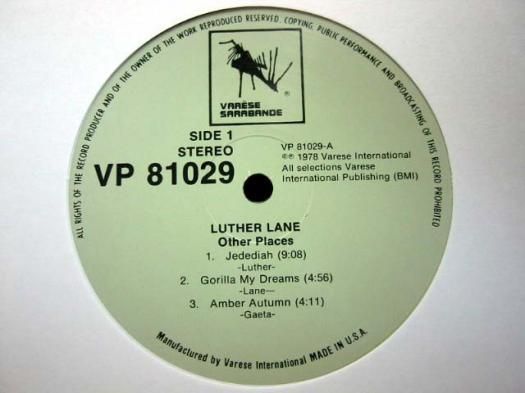 ALL RIGHTS OF THE RECORD PRODUCER AND OF THE OWNER OF THE WORK REPRODUCED RESERVED. COPYING, PUBLIC PERFORMANCE AND BROADCASTING OF THIS RECORD PROHIBITED
VARÈSE
SARABANDE
®
SIDE 1
STEREO
VP 81029
VP 81029-A
©℗ 1978 Varese International
All selections Varese
International Publishing (BMI)
LUTHER LANE
Other Places
1. Jedediah (9:08)
-Luther-
2. Gorilla My Dreams (4:56)
-Lane—
3. Amber Autumn (4:11)
-Gaeta-
Manufactured by Varese International MADE IN U.S.A.